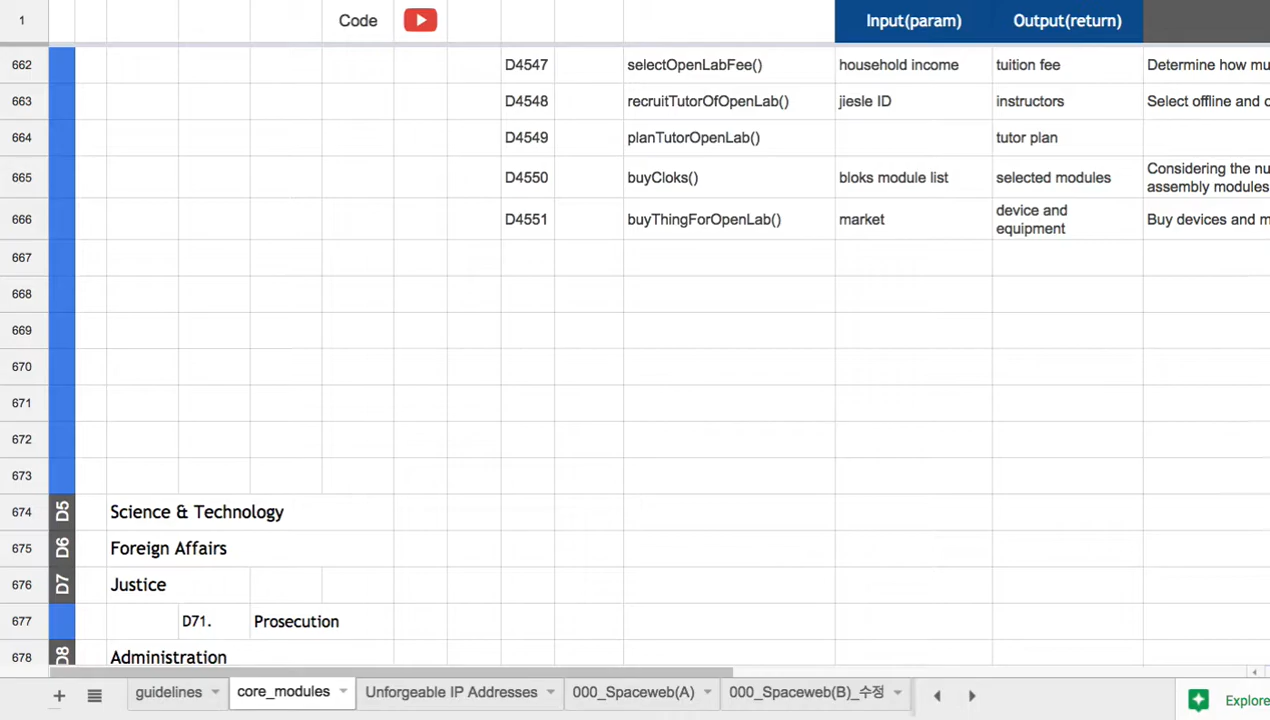 1 Code Input(param) Output(return)
662 D4547 selectOpenLabFee() household income tuition fee Determine how mu
663 D4548 recruitTutorOfOpenLab() jiesle ID instructors Select offline and o
664 D4549 planTutorOpenLab() tutor plan
665 D4550 buyCloks() bloks module list selected modules Considering the nu
assembly modules
666 D4551 buyThingForOpenLab() market device and
equipment Buy devices and m
667
668
669
670
671
672
673
674 D5 Science & Technology
675 D6 Foreign Affairs
676 D7 Justice
677 D71. Prosecution
678 D8 Administration
guidelines core_modules Unforgeable IP Addresses 000_Spaceweb(A) 000_Spaceweb(B)_수정 Explore